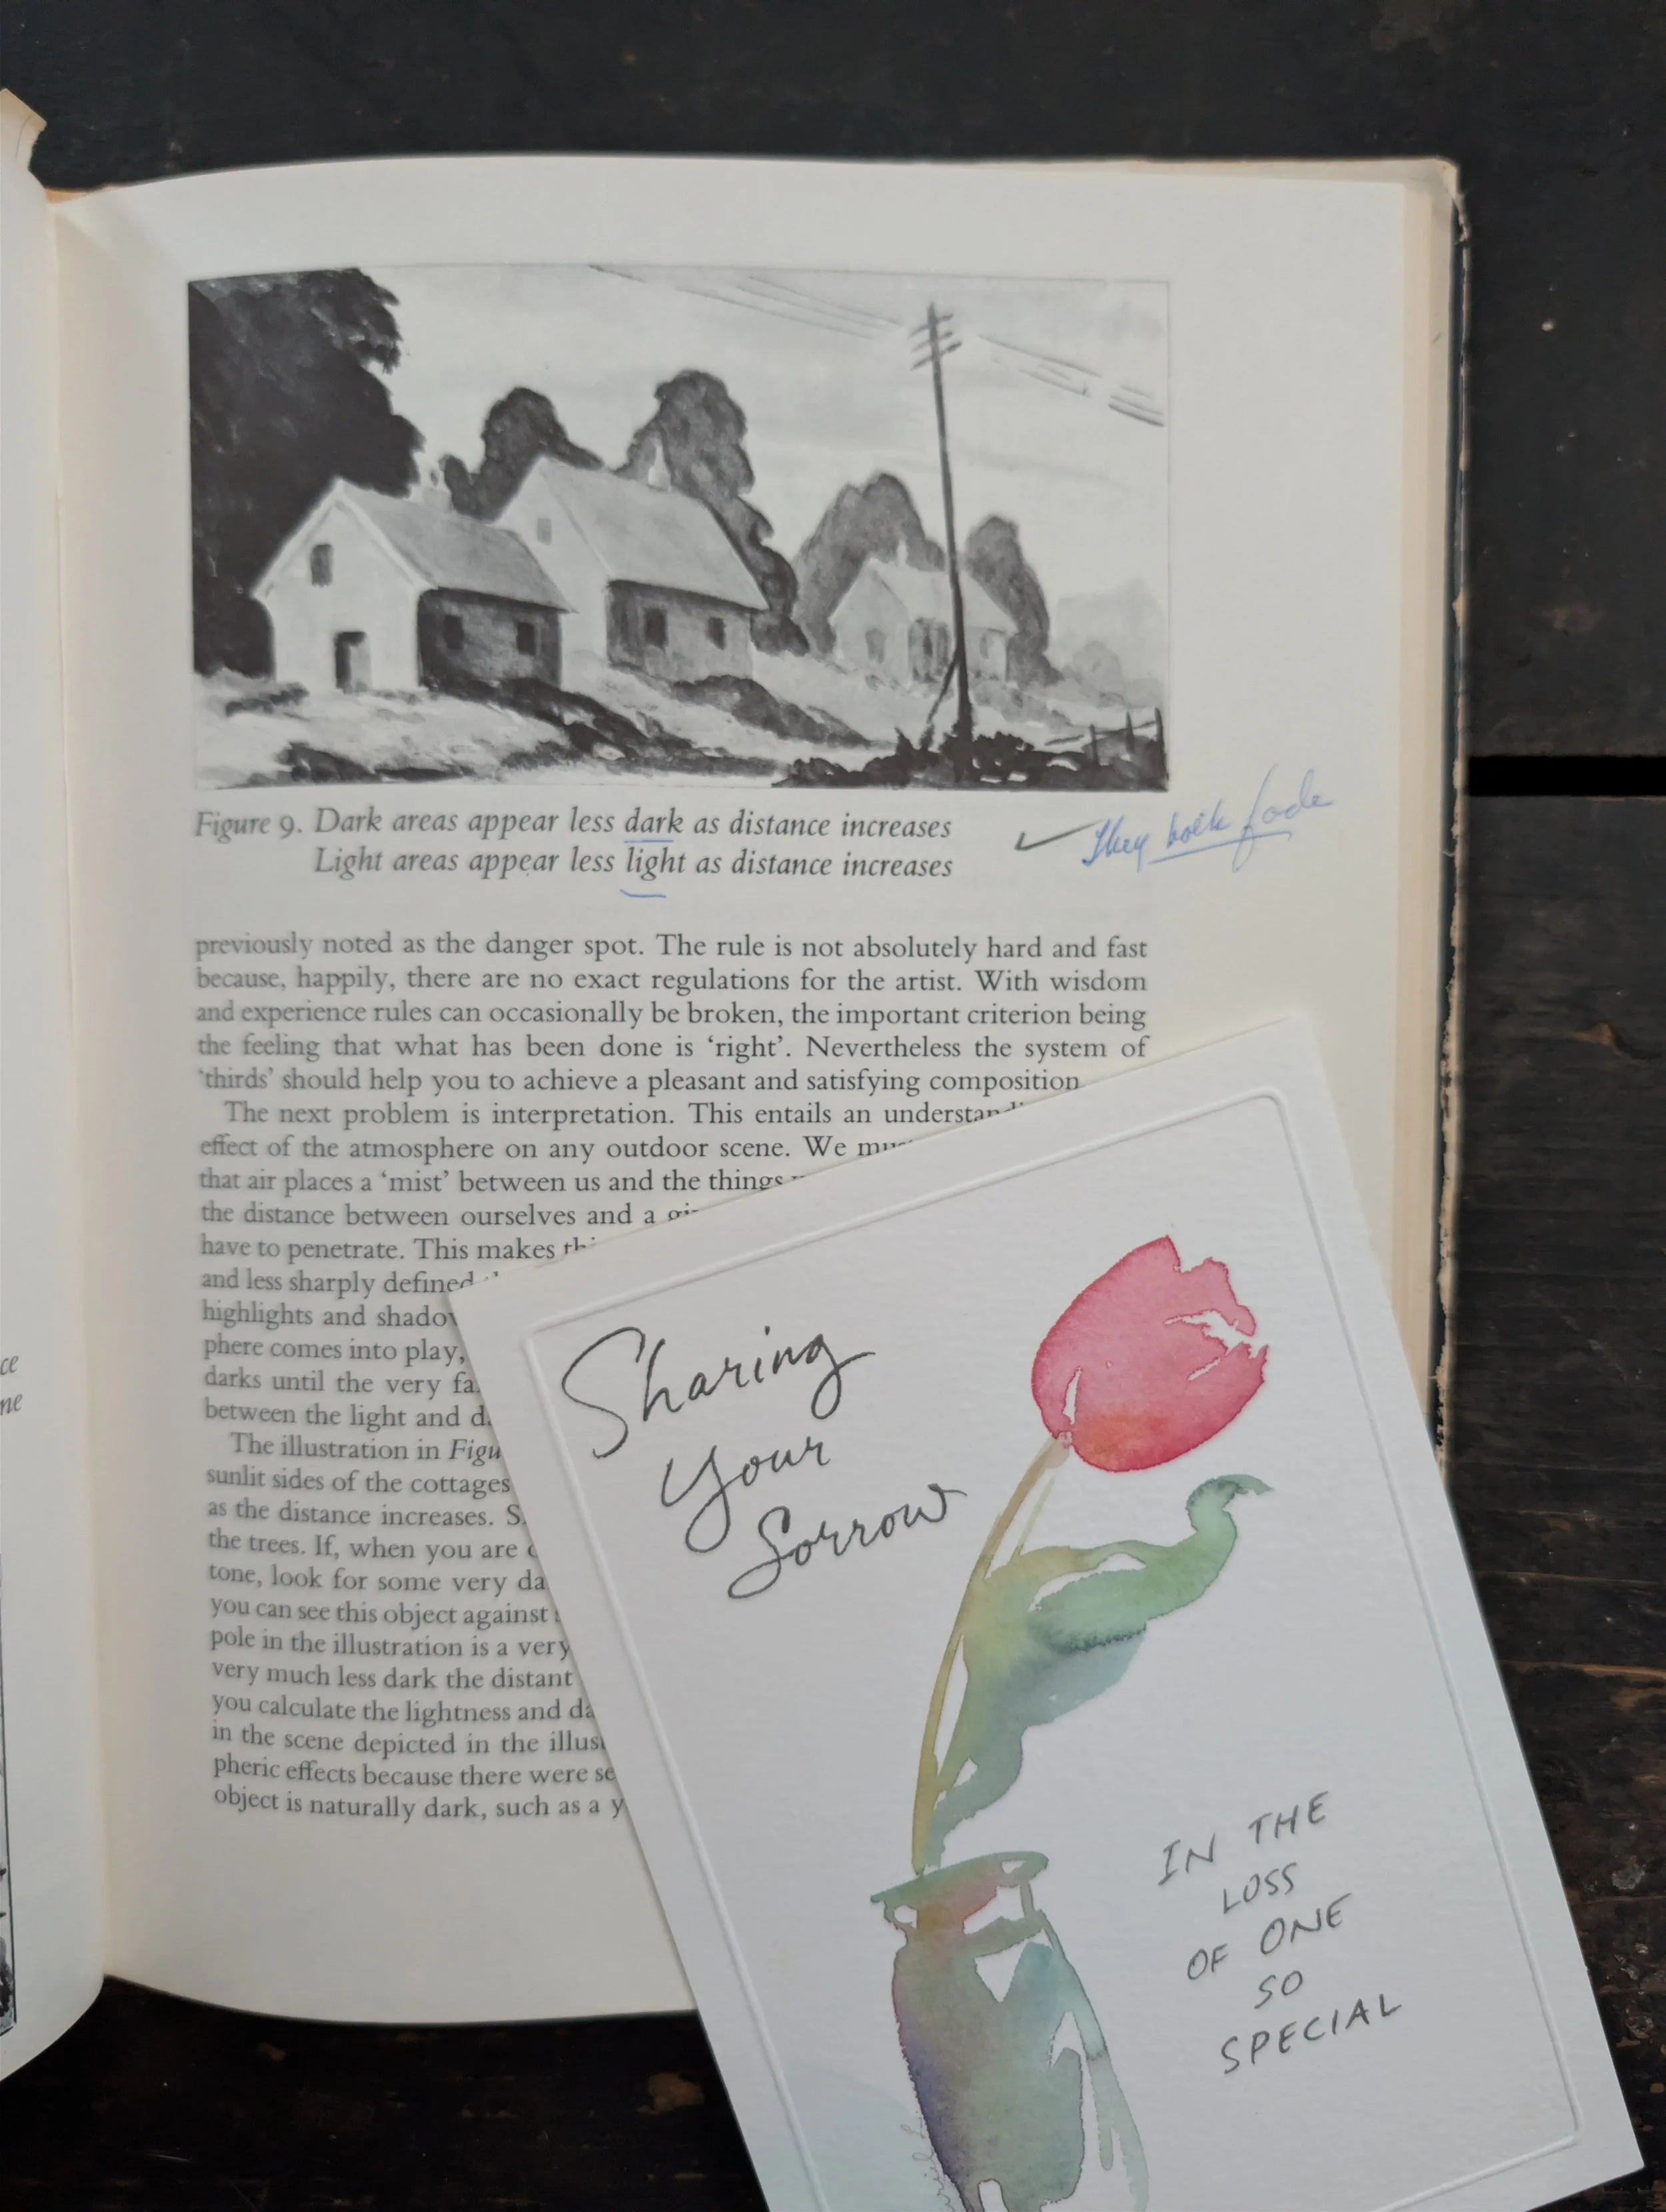 Figure 9. Dark areas appear less dark as distance increases
Light areas appear less light as distance increases
They both fade
previously noted as the danger spot. The rule is not absolutely hard and fast
because, happily, there are no exact regulations for the artist. With wisdom
and experience rules can occasionally be broken, the important criterion being
the feeling that what has been done is ‘right’. Nevertheless the system of
‘thirds’ should help you to achieve a pleasant and satisfying composition
The next problem is interpretation. This entails an
effect of the atmosphere on any outdoor scene. We
that air places a ‘mist’ between us and the things
the distance between ourselves and a
have to penetrate. This makes
and less sharply defined
highlights and
phere comes into play,
darks until the very
between the light and
The illustration in
sunlit sides of the cottages
as the distance increases.
the trees. If, when you are
tone, look for some very
you can see this object against
pole in the illustration is a very
very much less dark the distant
you calculate the lightness and
in the scene depicted in the
pheric effects because there were
object is naturally dark, such as a
ce
ne
Sharing
Your
Sorrow
IN THE
LOSS
OF ONE
SO
SPECIAL